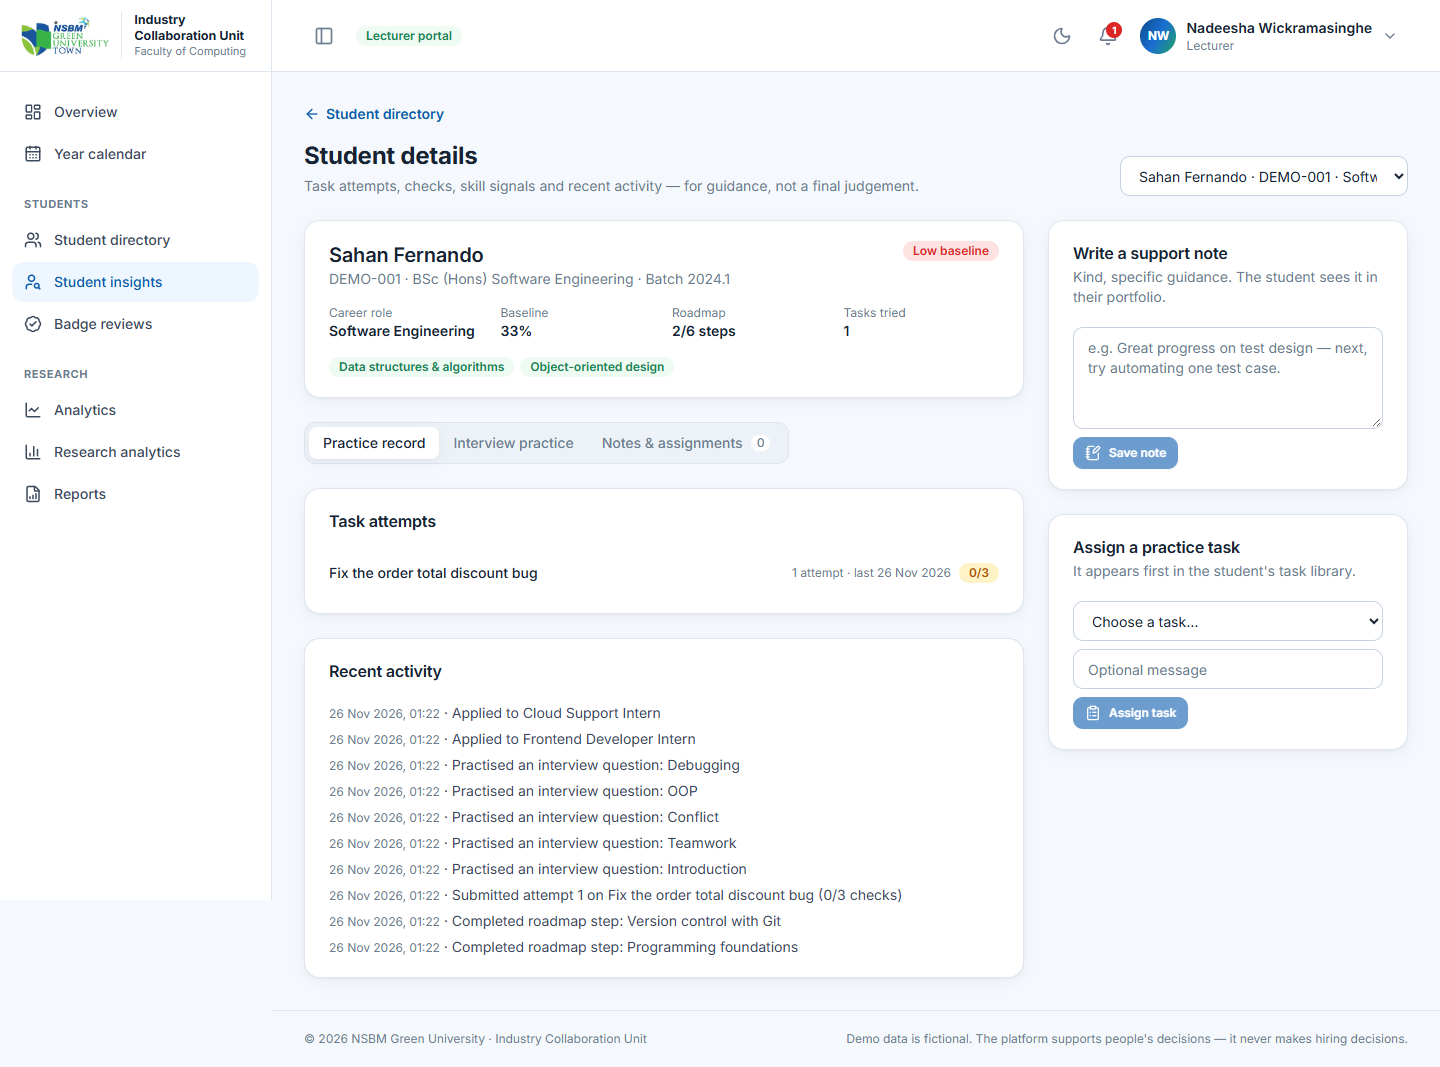 NSBM
GREEN
UNIVERSITY
TOWN
Industry
Collaboration Unit
Faculty of Computing
Lecturer portal
1
NW
Nadeesha Wickramasinghe
Lecturer
Overview
Year calendar
STUDENTS
Student directory
Student insights
Badge reviews
RESEARCH
Analytics
Research analytics
Reports
Student directory
Student details
Task attempts, checks, skill signals and recent activity — for guidance, not a final judgement.
Sahan Fernando · DEMO-001 · Softw
Sahan Fernando
Low baseline
DEMO-001 · BSc (Hons) Software Engineering · Batch 2024.1
Career role
Software Engineering
Baseline
33%
Roadmap
2/6 steps
Tasks tried
1
Data structures & algorithms
Object-oriented design
Practice record
Interview practice
Notes & assignments 0
Task attempts
Fix the order total discount bug
1 attempt · last 26 Nov 2026 0/3
Recent activity
26 Nov 2026, 01:22 · Applied to Cloud Support Intern
26 Nov 2026, 01:22 · Applied to Frontend Developer Intern
26 Nov 2026, 01:22 · Practised an interview question: Debugging
26 Nov 2026, 01:22 · Practised an interview question: OOP
26 Nov 2026, 01:22 · Practised an interview question: Conflict
26 Nov 2026, 01:22 · Practised an interview question: Teamwork
26 Nov 2026, 01:22 · Practised an interview question: Introduction
26 Nov 2026, 01:22 · Submitted attempt 1 on Fix the order total discount bug (0/3 checks)
26 Nov 2026, 01:22 · Completed roadmap step: Version control with Git
26 Nov 2026, 01:22 · Completed roadmap step: Programming foundations
Write a support note
Kind, specific guidance. The student sees it in
their portfolio.
e.g. Great progress on test design — next,
try automating one test case.
Save note
Assign a practice task
It appears first in the student's task library.
Choose a task...
Optional message
Assign task
© 2026 NSBM Green University · Industry Collaboration Unit
Demo data is fictional. The platform supports people's decisions — it never makes hiring decisions.